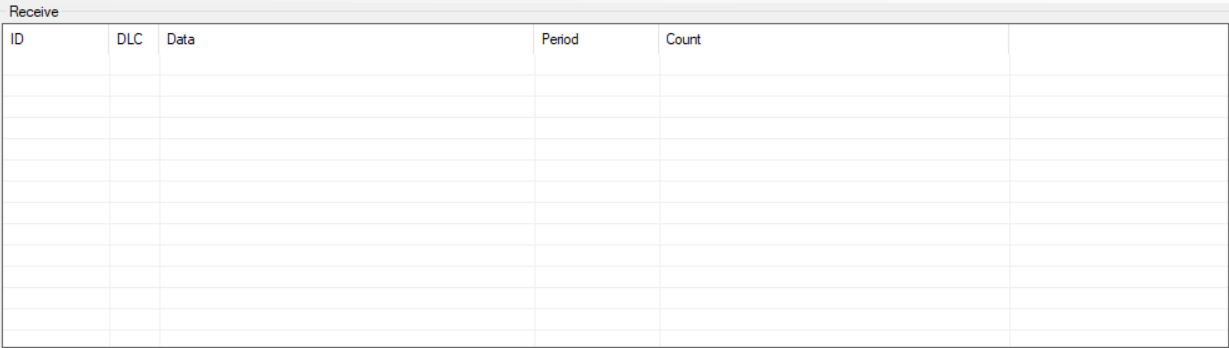 Receive
ID DLC Data Period Count